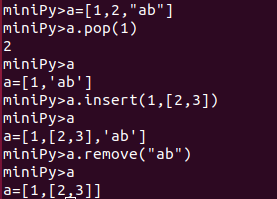 miniPy>a=[1,2,"ab"]
miniPy>a.pop(1)
2
miniPy>a
a=[1,'ab']
miniPy>a.insert(1,[2,3])
miniPy>a
a=[1,[2,3],'ab']
miniPy>a.remove("ab")
miniPy>a
a=[1,[2,3]]